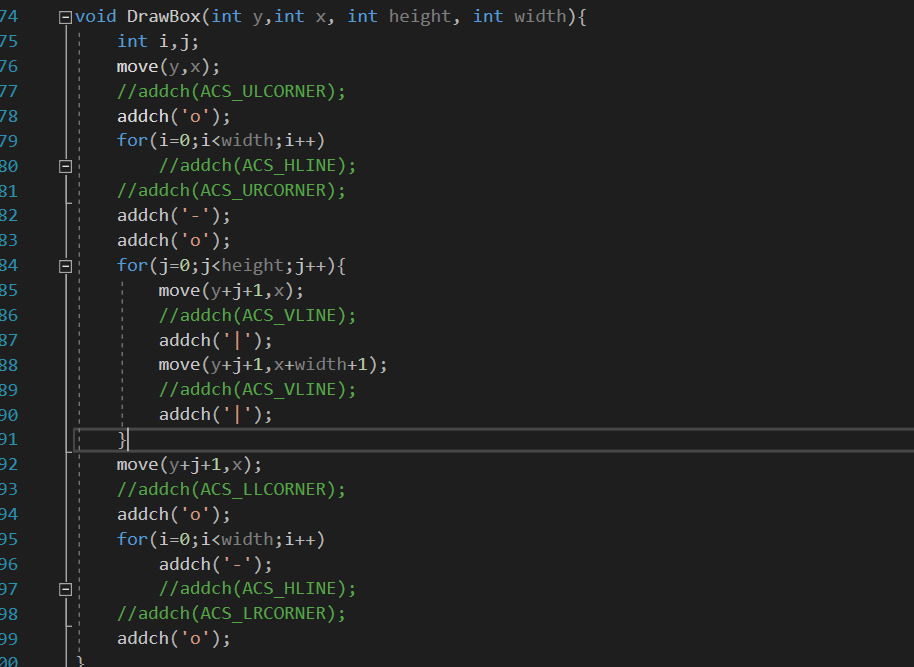 74 void DrawBox(int y,int x, int height, int width){
75 int i,j;
76 move(y,x);
77 //addch(ACS_ULCORNER);
78 addch('o');
79 for(i=0;i<width;i++)
80 //addch(ACS_HLINE);
81 //addch(ACS_URCORNER);
82 addch('-');
83 addch('o');
84 for(j=0;j<height;j++){
85 move(y+j+1,x);
86 //addch(ACS_VLINE);
87 addch('|');
88 move(y+j+1,x+width+1);
89 //addch(ACS_VLINE);
90 addch('|');
91 }
92 move(y+j+1,x);
93 //addch(ACS_LLCORNER);
94 addch('o');
95 for(i=0;i<width;i++)
96 addch('-');
97 //addch(ACS_HLINE);
98 //addch(ACS_LRCORNER);
99 addch('o');
00 }